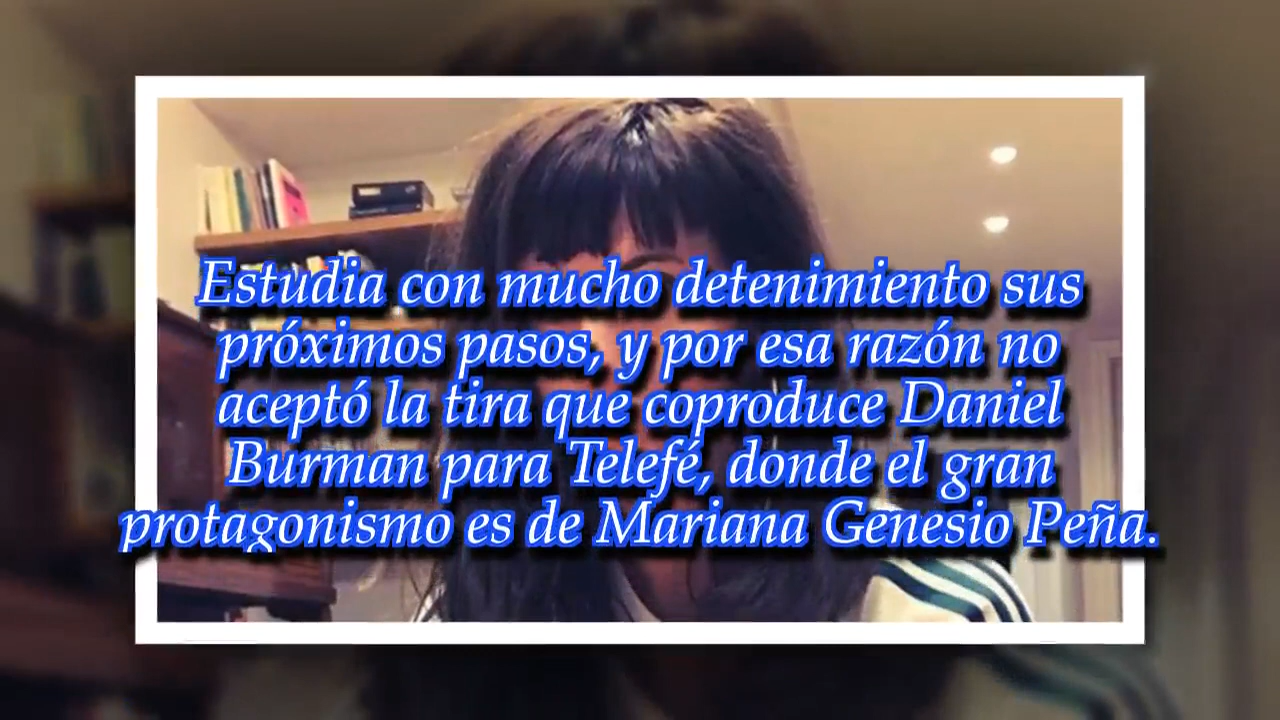 Estudia con mucho detenimiento sus
próximos pasos, y por esa razón no
aceptó la tira que coproduce Daniel
Burman para Telefé, donde el gran
protagonismo es de Mariana Genesio Peña.